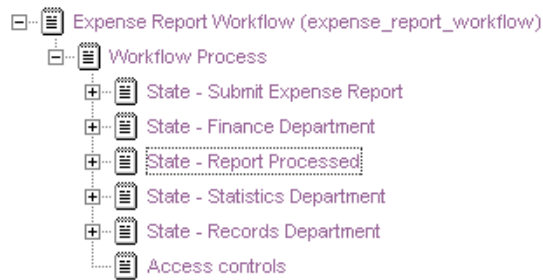 Expense Report Workflow (expense_report_workflow)
Workflow Process
State - Submit Expense Report
State - Finance Department
State - Report Processed
State - Statistics Department
State - Records Department
Access controls